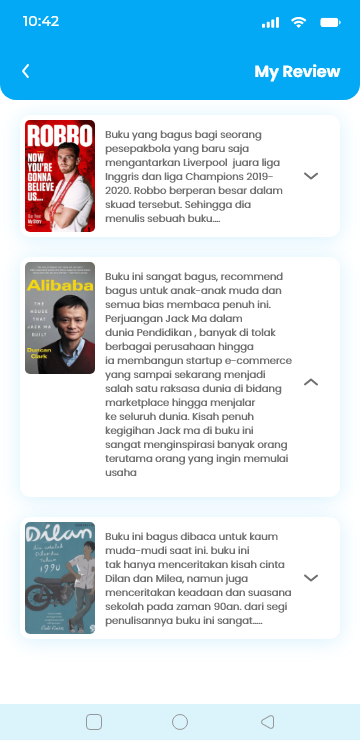 10:42
My Review
ROBBO
NOW
YOU'RE
GONNA
BELIEVE
US...
Our Year
My Story
Buku yang bagus bagi seorang
pesepakbola yang baru saja
mengantarkan Liverpool juara liga
Inggris dan liga Champions 2019-
2020. Robbo berperan besar dalam
skuad tersebut. Sehingga dia
menulis sebuah buku....
Alibaba
THE
HOUSE
THAT
JACK MA
BUILT
Duncan
Clark
Buku ini sangat bagus, recommend
bagus untuk anak-anak muda dan
semua bias membaca penuh ini.
Perjuangan Jack Ma dalam
dunia Pendidikan , banyak di tolak
berbagai perusahaan hingga
ia membangun startup e-commerce
yang sampai sekarang menjadi
salah satu raksasa dunia di bidang
marketplace hingga menjalar
ke seluruh dunia. Kisah penuh
kegigihan Jack ma di buku ini
sangat menginspirasi banyak orang
terutama orang yang ingin memulai
usaha
Dilan
dia adalah
Dilanku
Tahun
1990
Pidi Baiq
Buku ini bagus dibaca untuk kaum
muda-mudi saat ini. buku ini
tak hanya menceritakan kisah cinta
Dilan dan Milea, namun juga
menceritakan keadaan dan suasana
sekolah pada zaman 90an. dari segi
penulisannya buku ini sangat.....